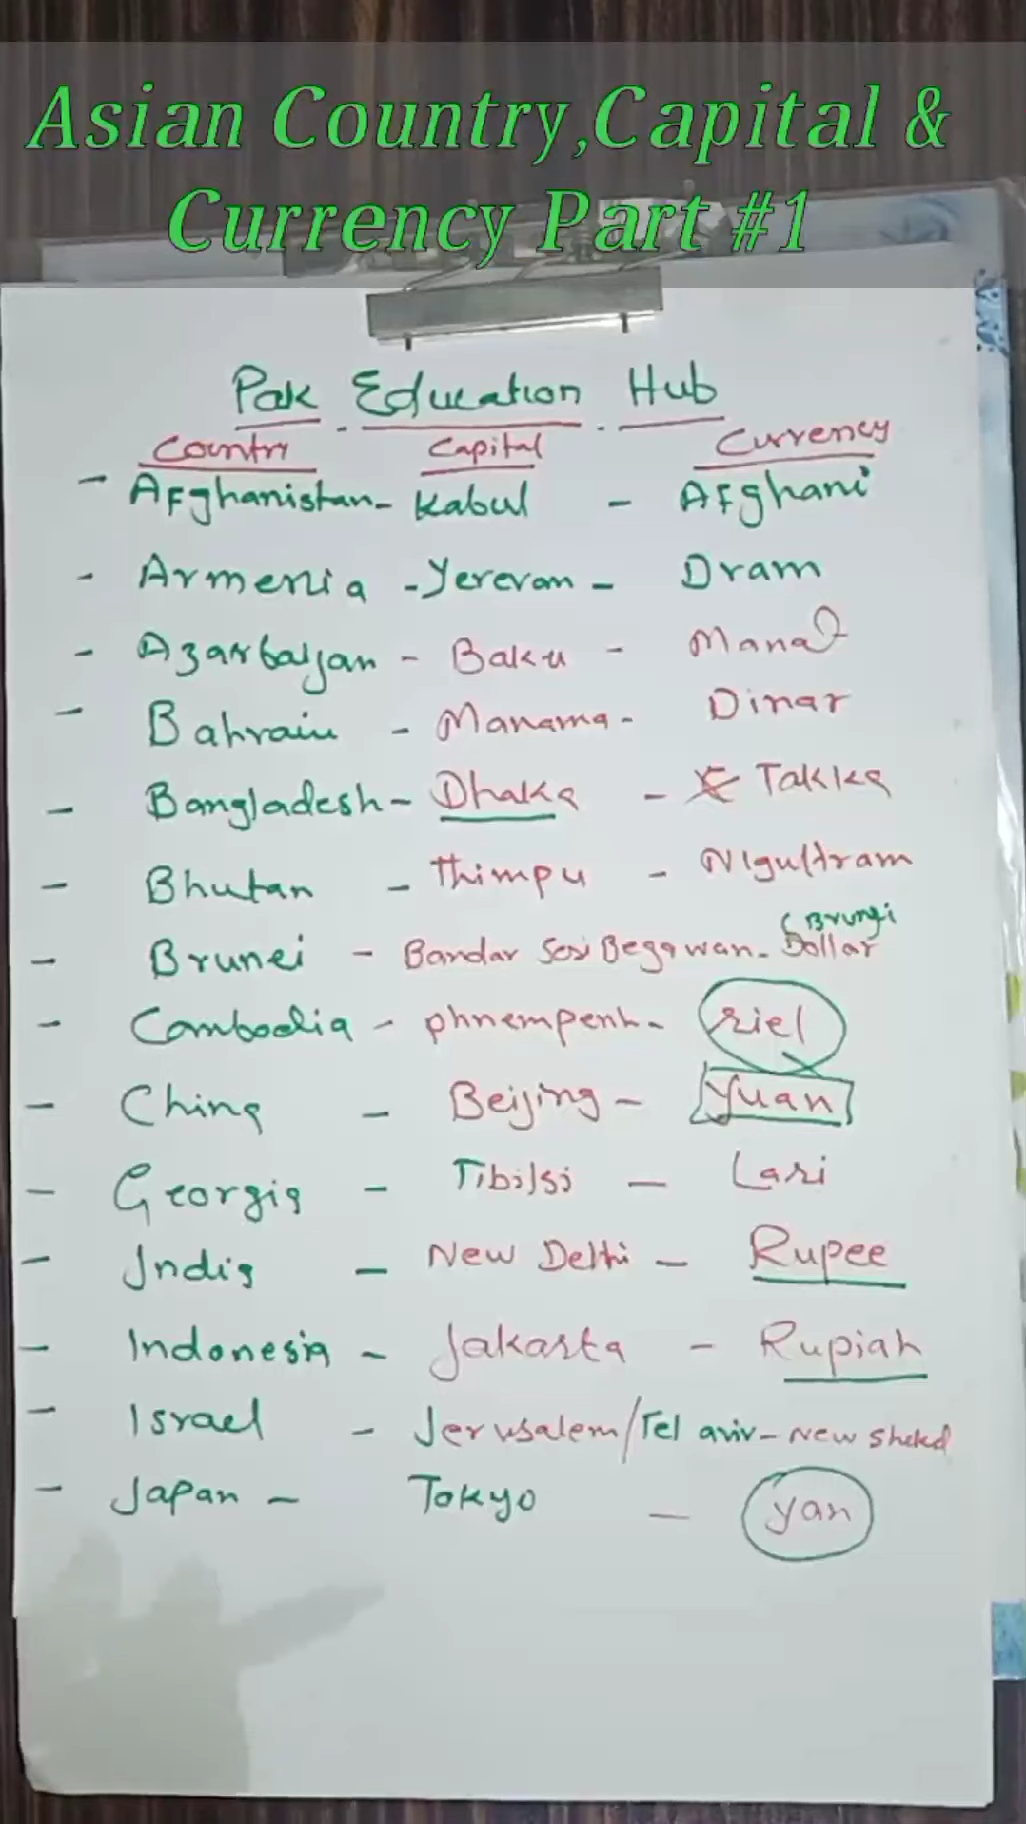 Asian Country,Capital &
Currency Part #1
Pak Education Hub
Country Capital Currency
- Afghanistan - Kabul - Afghani
- Armenia - Yerevan - Dram
- Azarbaijan - Baku - Manat
- Bahrain - Manama - Dinar
- Bangladesh - Dhaka - Takka
- Bhutan - Thimpu - Ngultram
- Brunei - Bandar Seri Begawan - Brungi Dollar
- Cambodia - phnempenh - riel
- China - Beijing - Yuan
- Georgia - Tibilsi - Lari
- India - New Delhi - Rupee
- Indonesia - Jakarta - Rupiah
- Israel - Jerusalem/Tel aviv - New Sheked
- Japan - Tokyo - yan